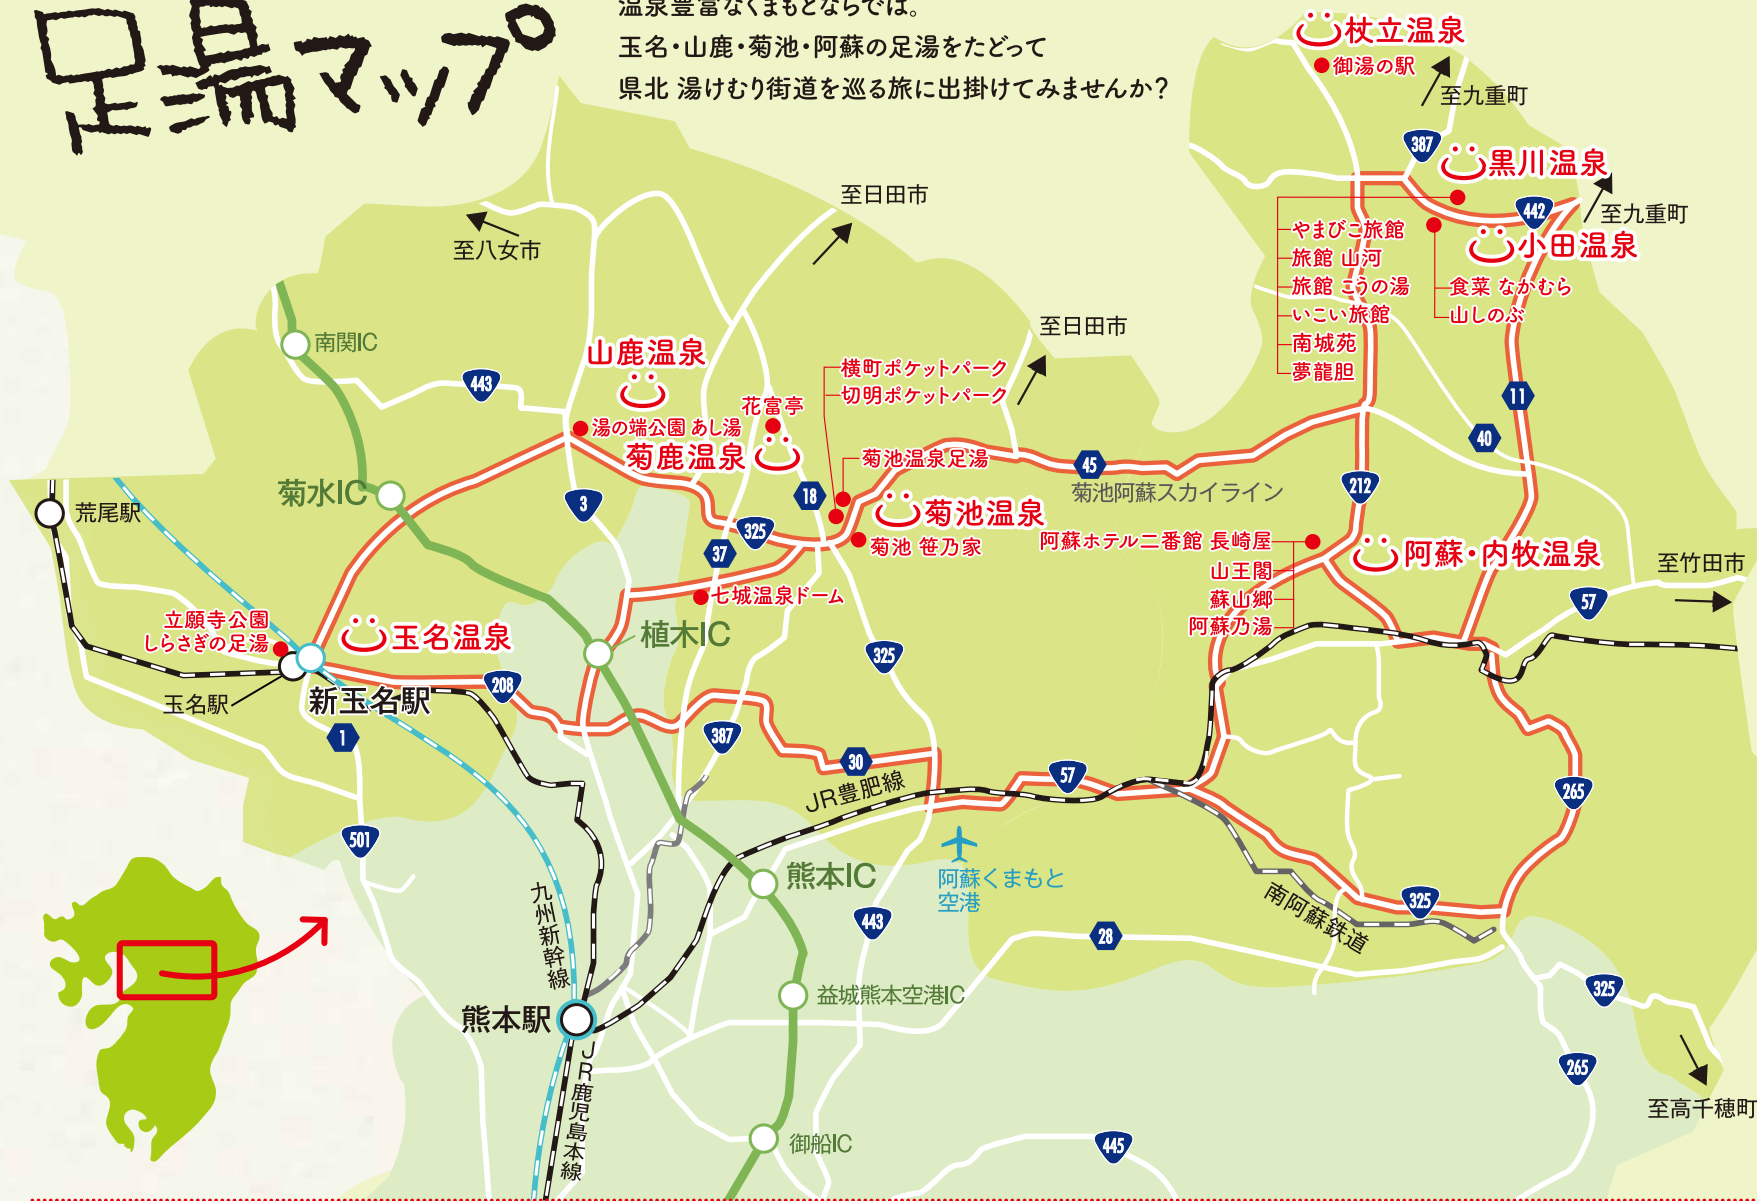 足湯マップ
温泉豊富なくまもとならでは。
玉名・山鹿・菊池・阿蘇の足湯をたどって
県北 湯けむり街道を巡る旅に出掛けてみませんか?
杖立温泉
御湯の駅
至九重町
387
黒川温泉
442
至九重町
小田温泉
やまびこ旅館
旅館 山河
旅館 こうの湯
いこい旅館
南城苑
夢龍胆
食菜 なかむら
山しのぶ
至日田市
至八女市
至日田市
南関IC
443
山鹿温泉
湯の端公園 あし湯
花富亭
菊鹿温泉
横町ポケットパーク
切明ポケットパーク
菊池温泉足湯
45
菊池阿蘇スカイライン
11
40
212
菊水IC
荒尾駅
3
18
325
37
菊池温泉
菊池 笹乃家
七城温泉ドーム
阿蘇ホテル二番館 長崎屋
山王閣
蘇山郷
阿蘇乃湯
阿蘇・内牧温泉
至竹田市
57
立願寺公園
しらさぎの足湯
玉名温泉
植木IC
325
玉名駅
新玉名駅
208
1
387
30
JR豊肥線
57
265
501
熊本IC
阿蘇くまもと
空港
325
南阿蘇鉄道
443
28
九州新幹線
益城熊本空港IC
熊本駅
325
JR鹿児島本線
265
至高千穂町
御船IC
445